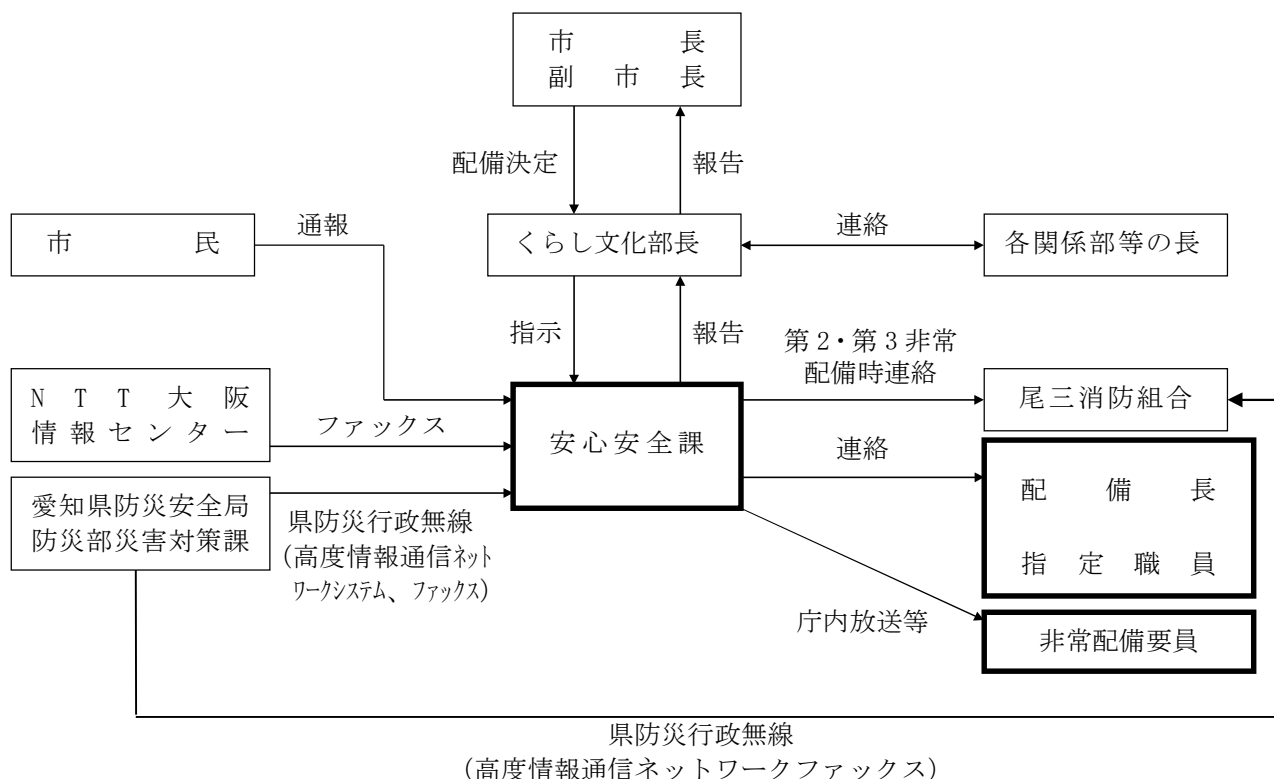 市長
副市長
配備決定
報告
市民
通報
くらし文化部長
連絡
各関係部等の長
指示
報告
第2・第3非常
配備時連絡
NTT大阪
情報センター
ファックス
安心安全課
尾三消防組合
連絡
配備長
指定職員
愛知県防災安全局
防災部災害対策課
県防災行政無線
(高度情報通信ネット
ワークシステム、ファックス)
庁内放送等
非常配備要員
県防災行政無線
(高度情報通信ネットワークファックス)